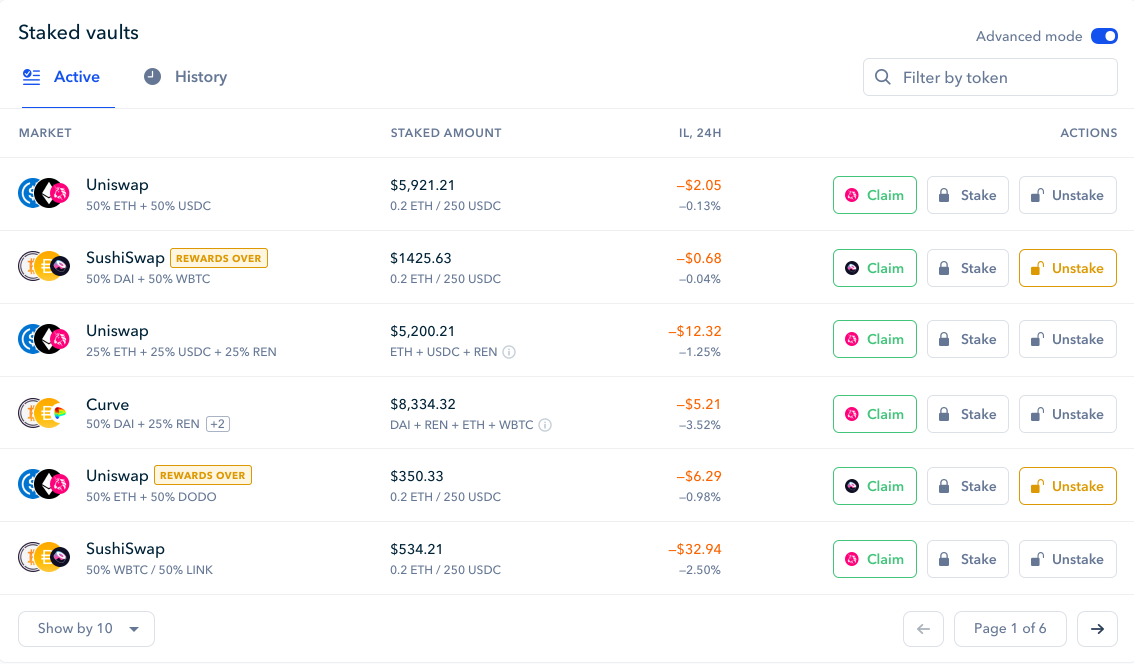 Staked vaults
Advanced mode
Active
History
Filter by token
MARKET STAKED AMOUNT IL, 24H ACTIONS
Uniswap $5,921.21 –$2.05 Claim Stake Unstake
50% ETH + 50% USDC 0.2 ETH / 250 USDC –0.13%
SushiSwap REWARDS OVER $1425.63 –$0.68 Claim Stake Unstake
50% DAI + 50% WBTC 0.2 ETH / 250 USDC –0.04%
Uniswap $5,200.21 –$12.32 Claim Stake Unstake
25% ETH + 25% USDC + 25% REN ETH + USDC + REN –1.25%
Curve $8,334.32 –$5.21 Claim Stake Unstake
50% DAI + 25% REN +2 DAI + REN + ETH + WBTC –3.52%
Uniswap REWARDS OVER $350.33 –$6.29 Claim Stake Unstake
50% ETH + 50% DODO 0.2 ETH / 250 USDC –0.98%
SushiSwap $534.21 –$32.94 Claim Stake Unstake
50% WBTC / 50% LINK 0.2 ETH / 250 USDC –2.50%
Show by 10 Page 1 of 6